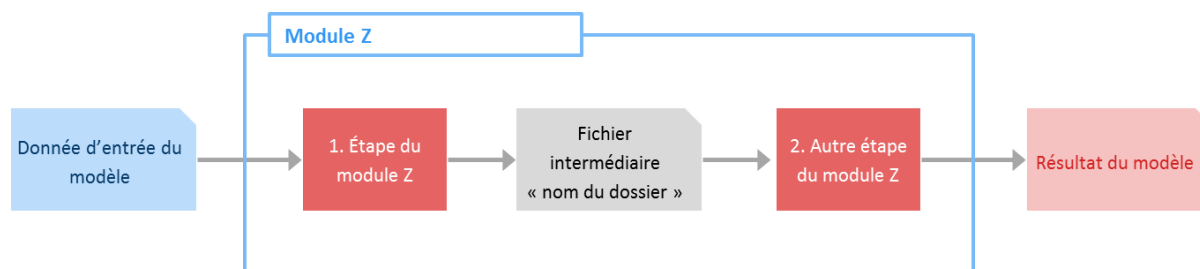 Module Z
Donnée d'entrée du
modèle
1. Étape du
module Z
Fichier
intermédiaire
« nom du dossier »
2. Autre étape
du module Z
Résultat du modèle